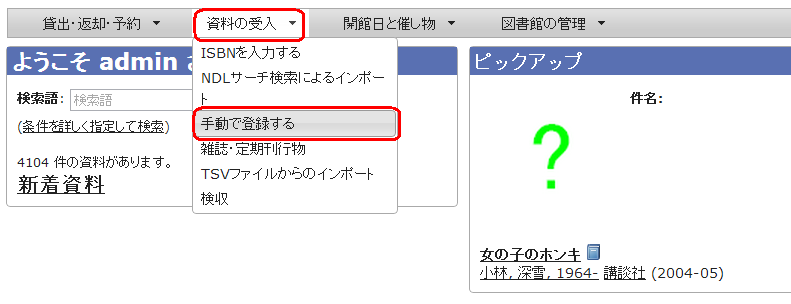 貸出・返却・予約 ▼ 資料の受入 ▼ 開館日と催し物 ▼ 図書館の管理 ▼
ようこそ admin さ
検索語: 検索語
(条件を詳しく指定して検索)
4104 件の資料があります。
新着資料
ISBNを入力する
NDLサーチ検索によるインポー
ト
手動で登録する
雑誌・定期刊行物
TSVファイルからのインポート
検収
ピックアップ
件名:
?
女の子のホンキ
小林, 深雪, 1964- 講談社 (2004-05)